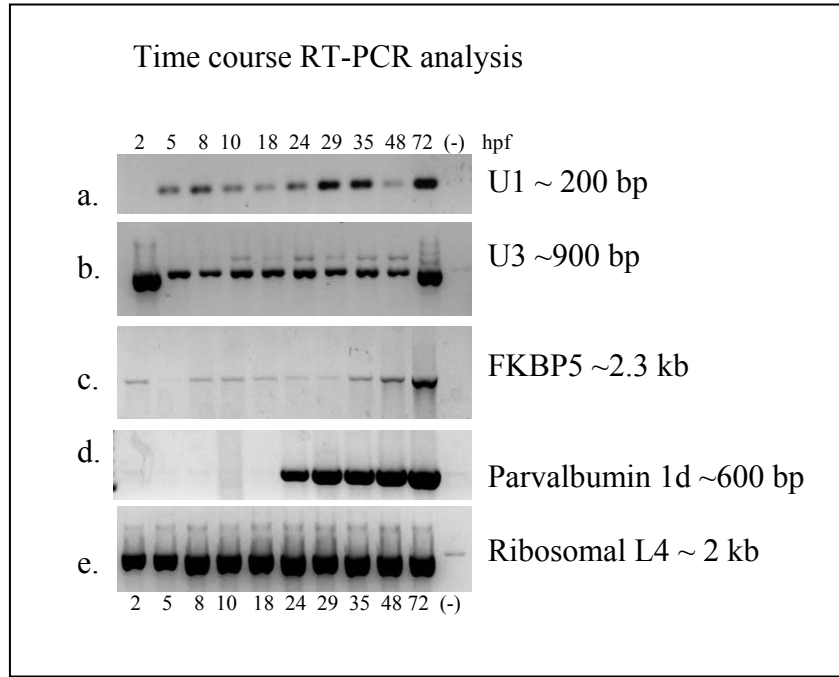 Time course RT-PCR analysis
2 5 8 10 18 24 29 35 48 72 (-) hpf
a. U1 ~ 200 bp
b. U3 ~900 bp
c. FKBP5 ~2.3 kb
d. Parvalbumin 1d ~600 bp
e. Ribosomal L4 ~ 2 kb
2 5 8 10 18 24 29 35 48 72 (-)